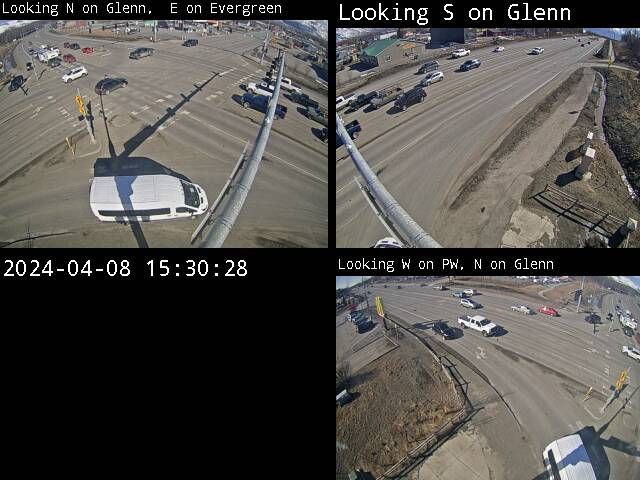 Looking N on Glenn,  E on Evergreen
Looking S on Glenn
2024-04-08 15:30:28
Looking W on PW, N on Glenn